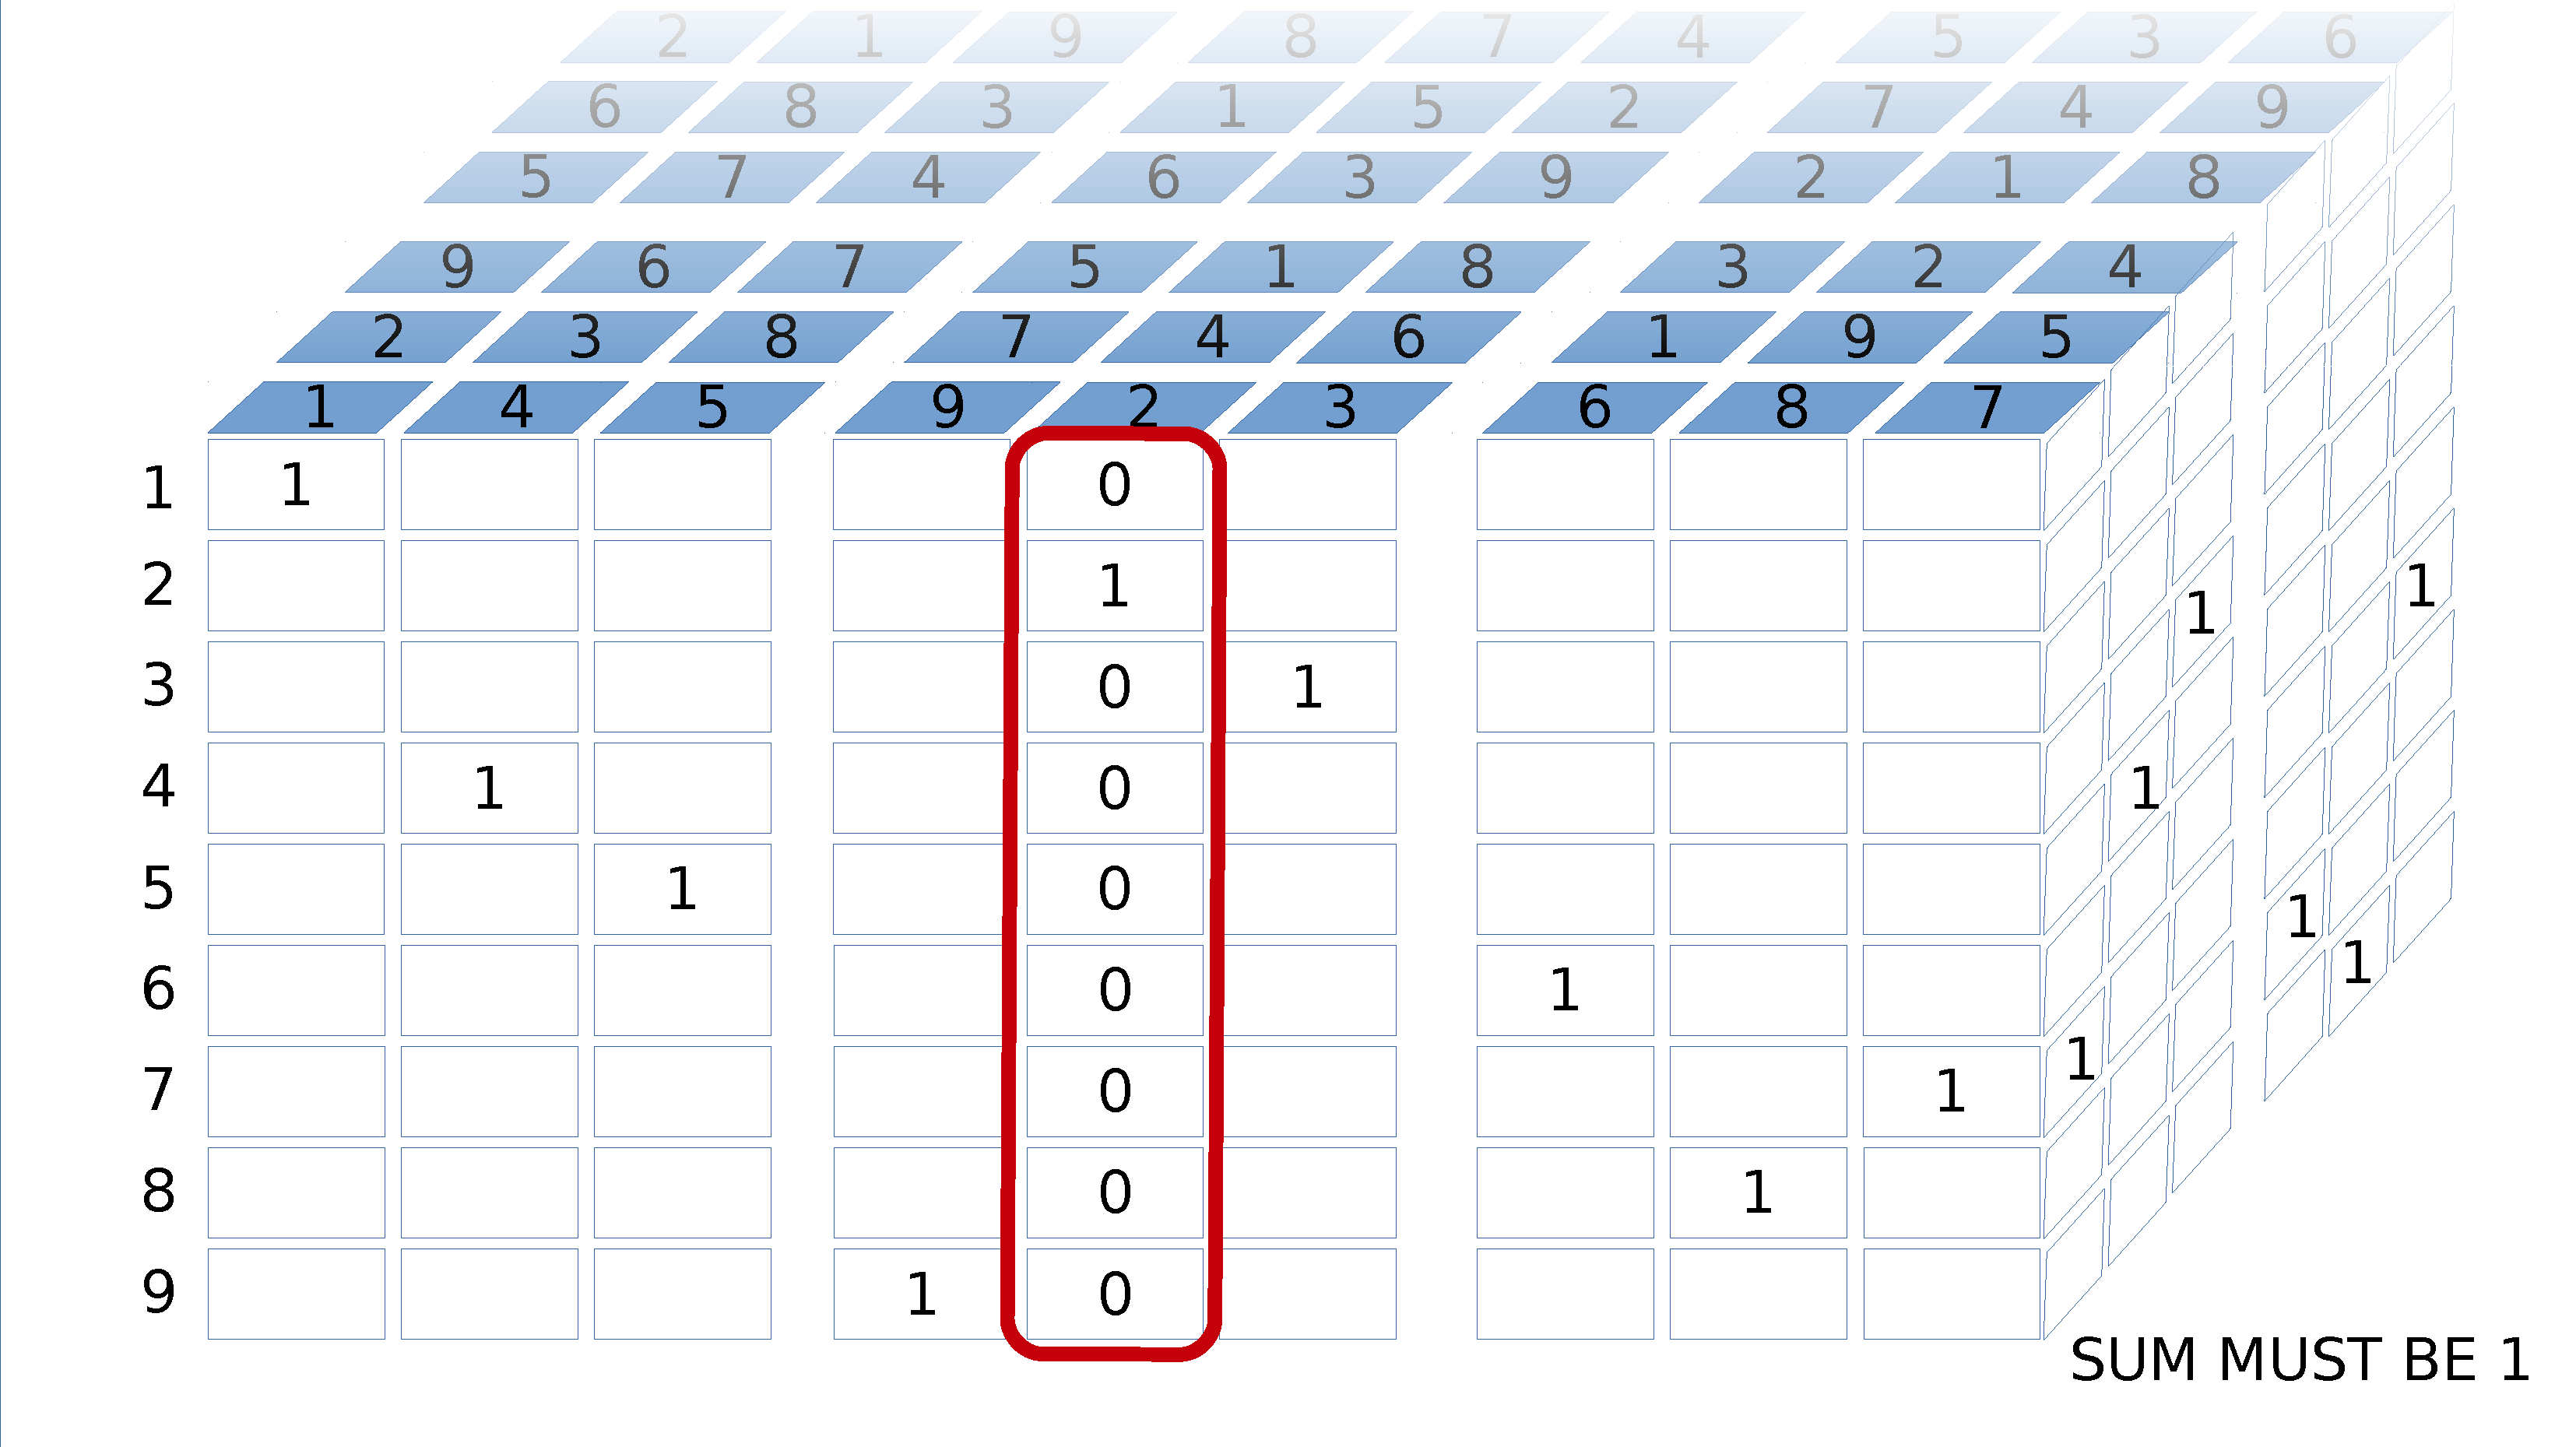 2 1 9 8 7 4 5 3 6
6 8 3 1 5 2 7 4 9
5 7 4 6 3 9 2 1 8
9 6 7 5 1 8 3 2 4
2 3 8 7 4 6 1 9 5
1 4 5 9 2 3 6 8 7
1 1 0
2 1 1 1
3 0 1
4 1 0 1
5 1 0 1
6 0 1 1
7 0 1 1
8 0 1
9 1 0
SUM MUST BE 1